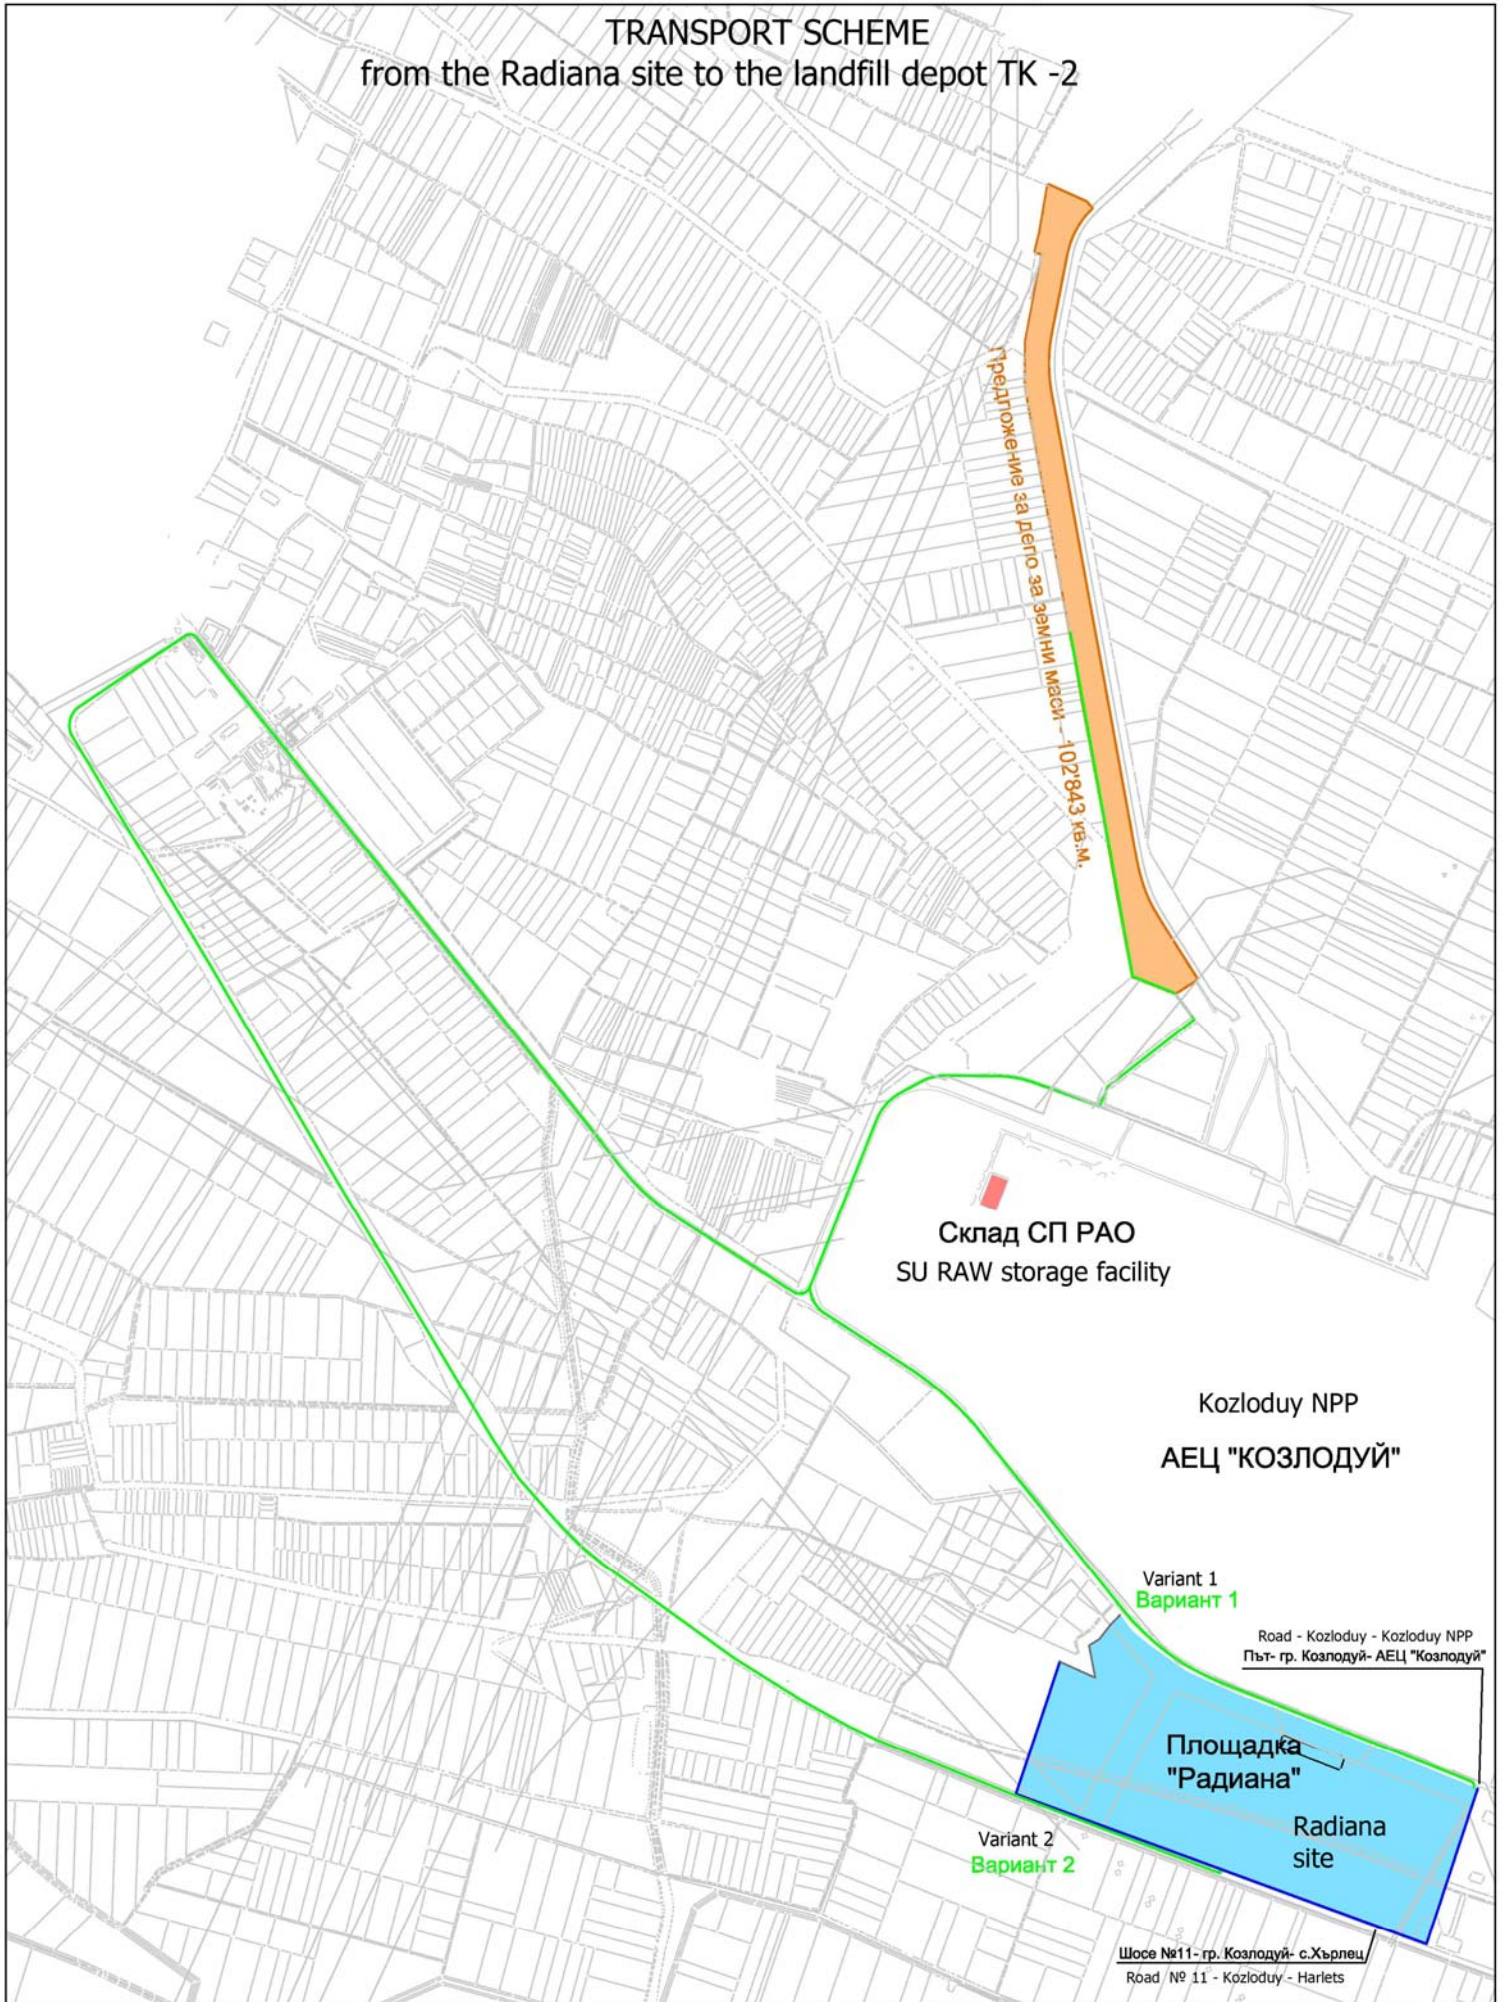 TRANSPORT SCHEME
from the Radiana site to the landfill depot TK -2
Предложение за депо за земни маси - 102'843 кв.м.
Склад СП РАО
SU RAW storage facility
Kozloduy NPP
АЕЦ "КОЗЛОДУЙ"
Variant 1
Вариант 1
Road - Kozloduy - Kozloduy NPP
Път- гр. Козлодуй- АЕЦ "Козлодуй"
Площадка
"Радиана"
Radiana
site
Variant 2
Вариант 2
Шосе №11- гр. Козлодуй- с.Хърлец
Road № 11 - Kozloduy - Harlets